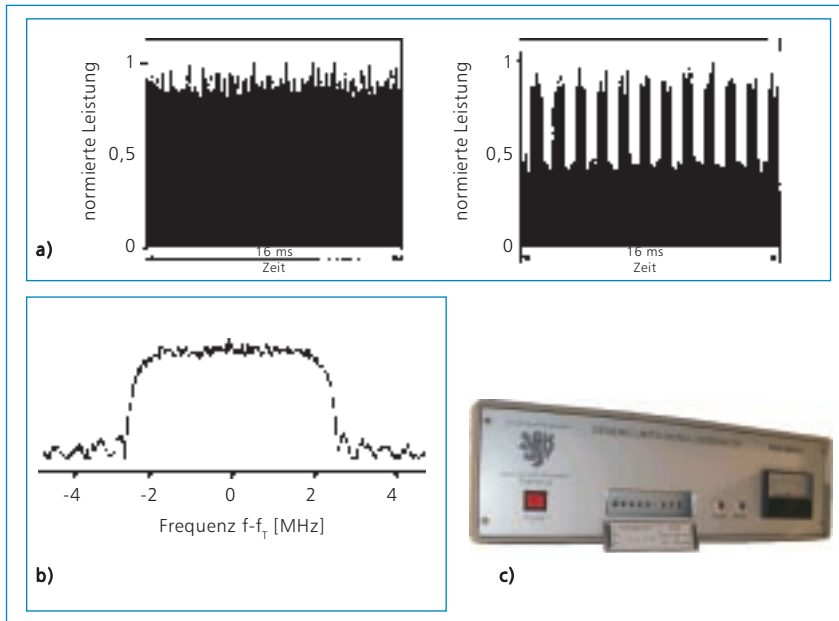 normierte Leistung
1
0,5
0
16 ms
Zeit
a)
normierte Leistung
1
0,5
0
16 ms
Zeit
-4 -2 0 2 4
Frequenz f-f_T [MHz]
b)
c)